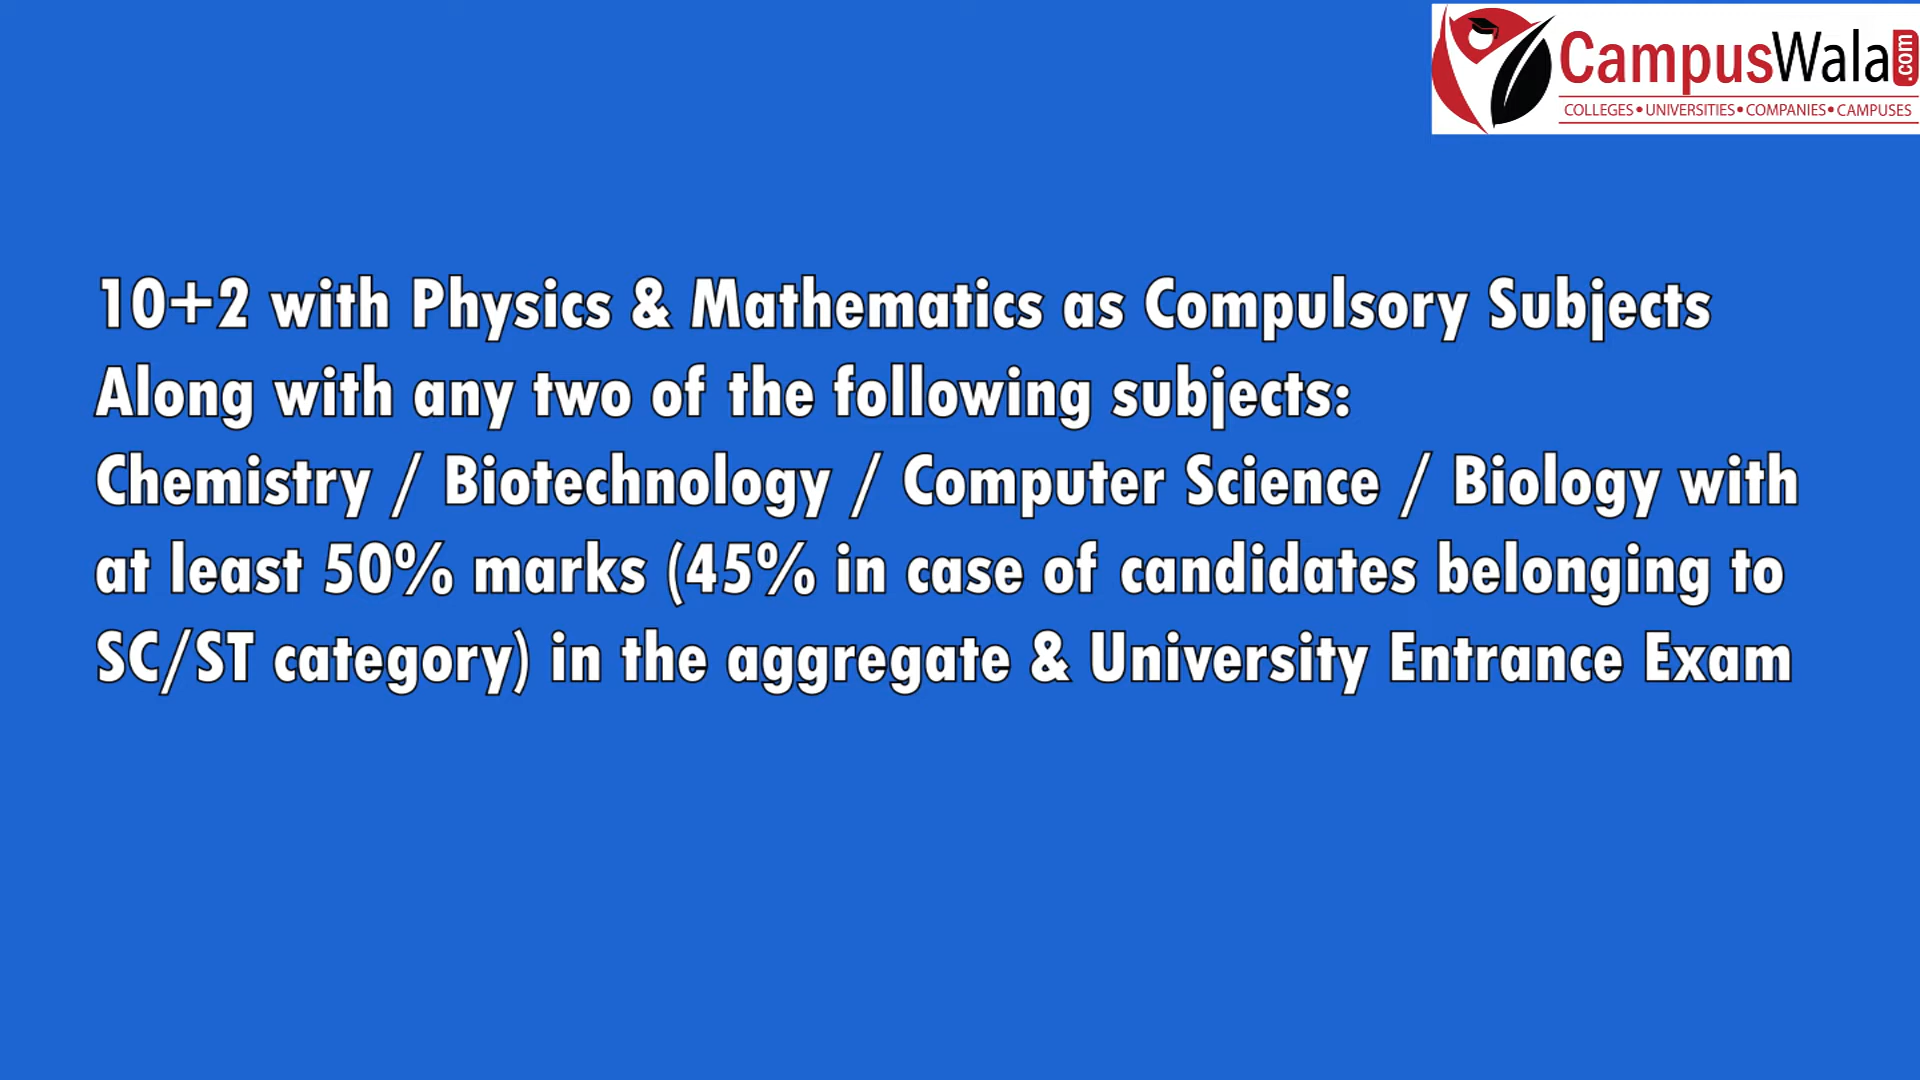 CampusWala.com
COLLEGES • UNIVERSITIES • COMPANIES • CAMPUSES
10+2 with Physics & Mathematics as Compulsory Subjects
Along with any two of the following subjects:
Chemistry / Biotechnology / Computer Science / Biology with
at least 50% marks (45% in case of candidates belonging to
SC/ST category) in the aggregate & University Entrance Exam